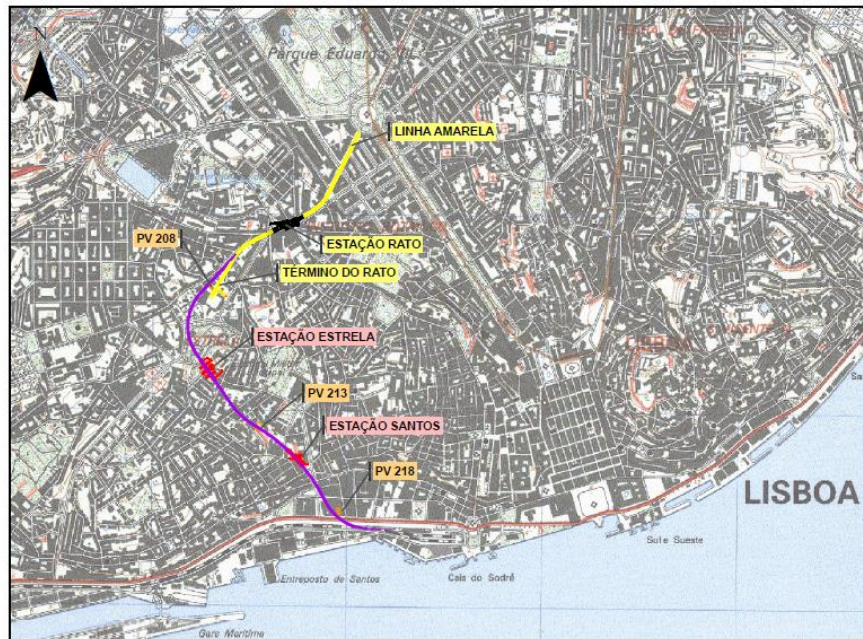 N
Parque Eduardo VII
LINHA AMARELA
PV 208
ESTAÇÃO RATO
TÉRMINO DO RATO
ESTAÇÃO ESTRELA
PV 213
ESTAÇÃO SANTOS
PV 218
LISBOA
Sul e Sueste
Cais do Sodré
Entreposto de Santos
Gare Marítima